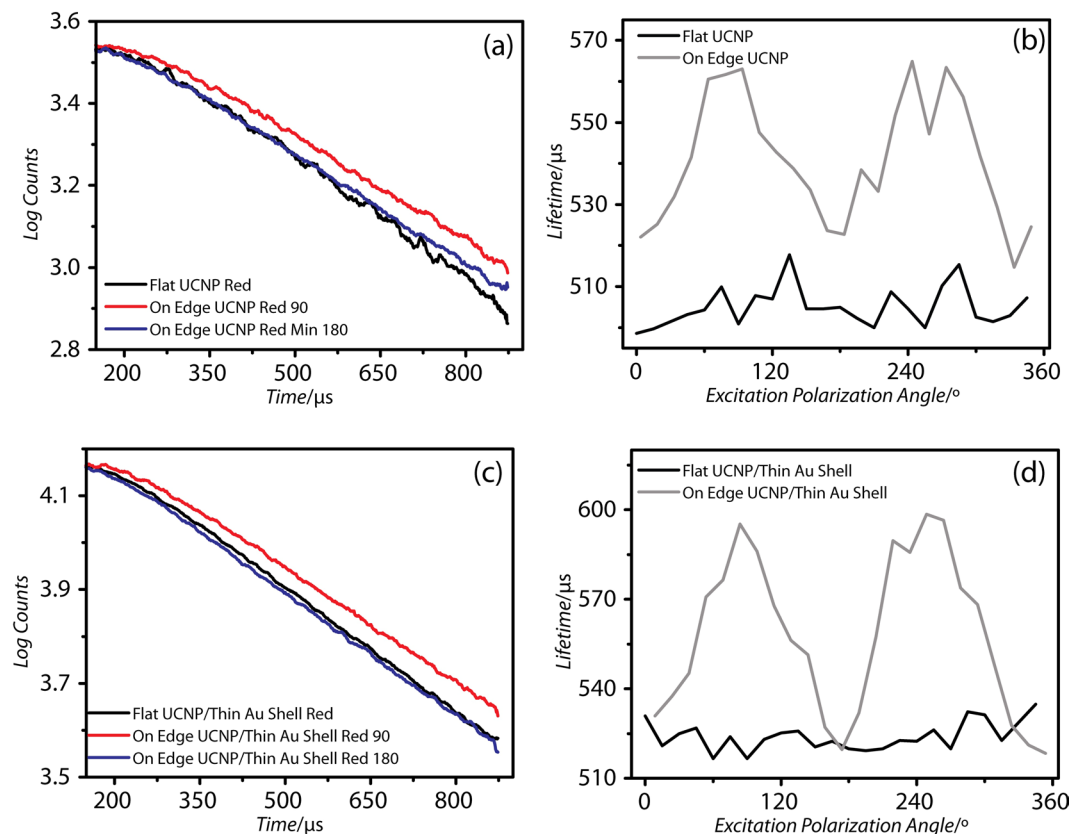 (a)
3.6
3.4
3.2
3.0
2.8
Log Counts
Flat UCNP Red
On Edge UCNP Red 90
On Edge UCNP Red Min 180
200 350 500 650 800
Time/µs
(b)
570
550
530
510
Lifetime/µs
Flat UCNP
On Edge UCNP
0 120 240 360
Excitation Polarization Angle/º
(c)
4.1
3.9
3.7
3.5
Log Counts
Flat UCNP/Thin Au Shell Red
On Edge UCNP/Thin Au Shell Red 90
On Edge UCNP/Thin Au Shell Red 180
200 350 500 650 800
Time/µs
(d)
600
570
540
510
Lifetime/µs
Flat UCNP/Thin Au Shell
On Edge UCNP/Thin Au Shell
0 120 240 360
Excitation Polarization Angle/º